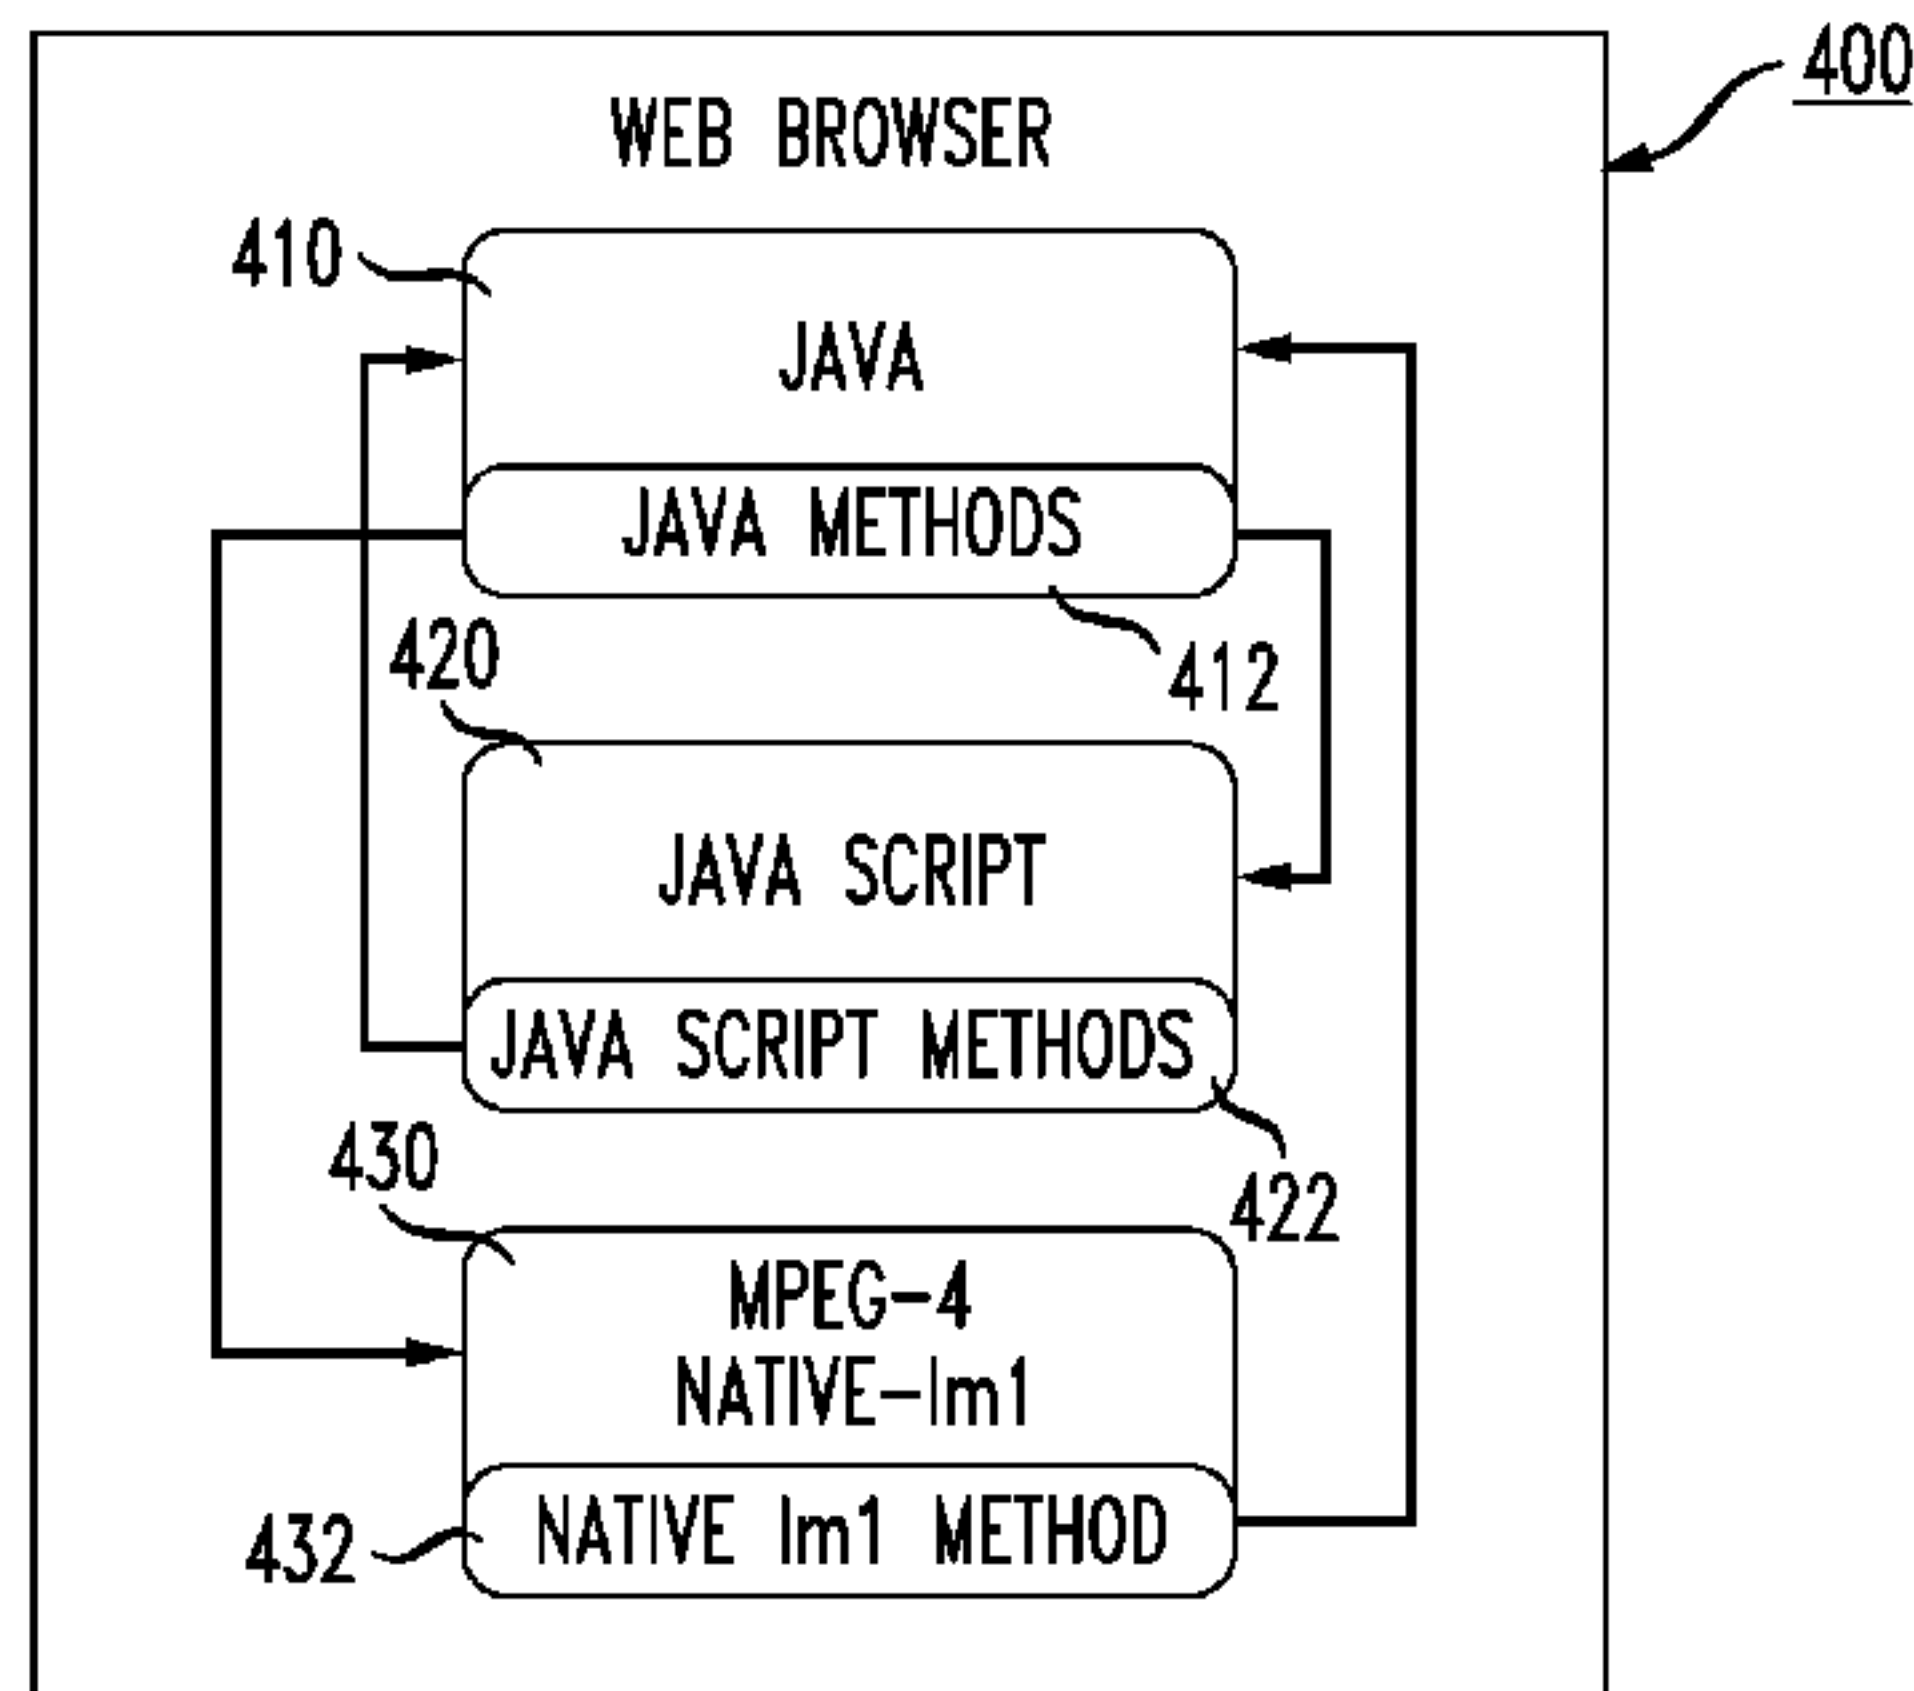 400
WEB BROWSER
410
JAVA
JAVA METHODS
412
420
JAVA SCRIPT
JAVA SCRIPT METHODS
422
430
MPEG-4
NATIVE-Im1
NATIVE Im1 METHOD
432